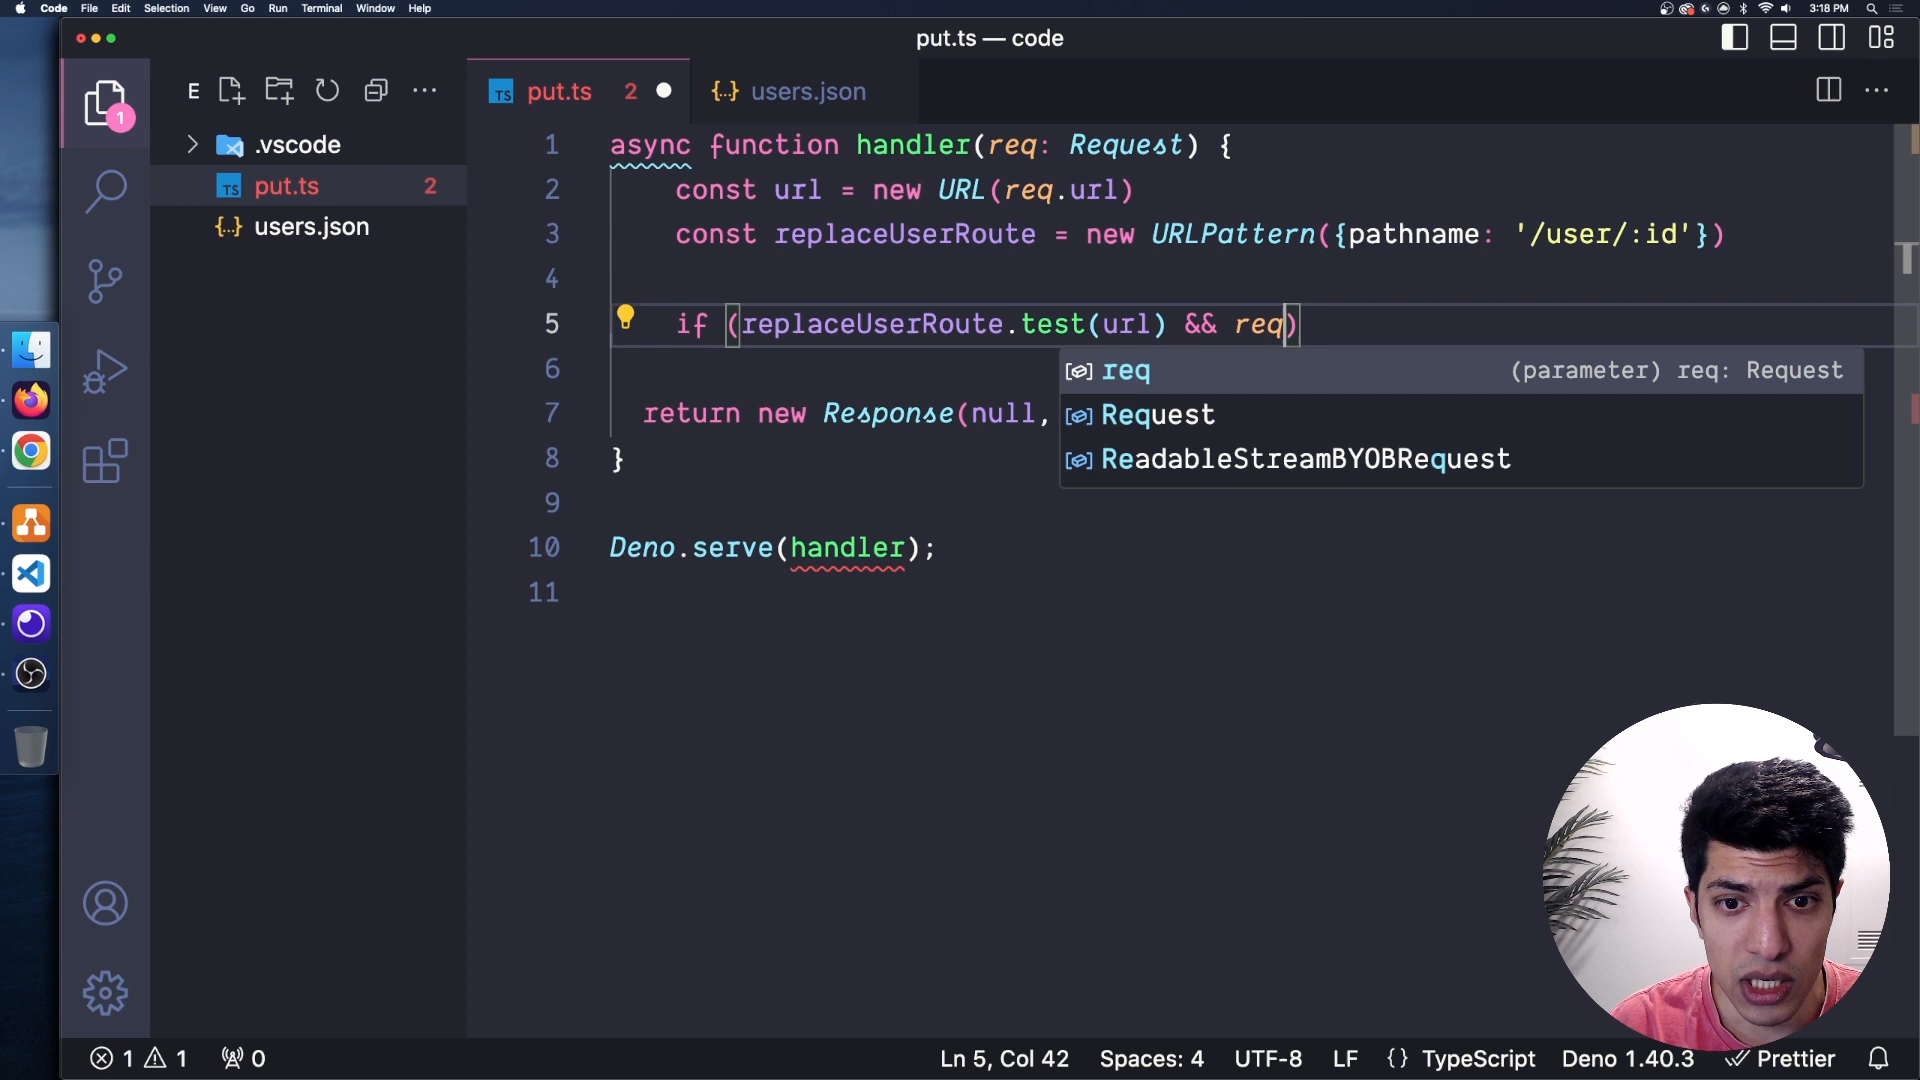 Code File Edit Selection View Go Run Terminal Window Help 3:18 PM
put.ts — code
E ···
put.ts 2 users.json ···
1
.vscode
TS put.ts 2
{..} users.json
1 async function handler(req: Request) {
2 const url = new URL(req.url)
3 const replaceUserRoute = new URLPattern({pathname: '/user/:id'})
4
5 if (replaceUserRoute.test(url) && req)
6
req (parameter) req: Request
Request
ReadableStreamBYOBRequest
7 return new Response(null,
8 }
9
10 Deno.serve(handler);
11
1 1 0 Ln 5, Col 42 Spaces: 4 UTF-8 LF {} TypeScript Deno 1.40.3 Prettier